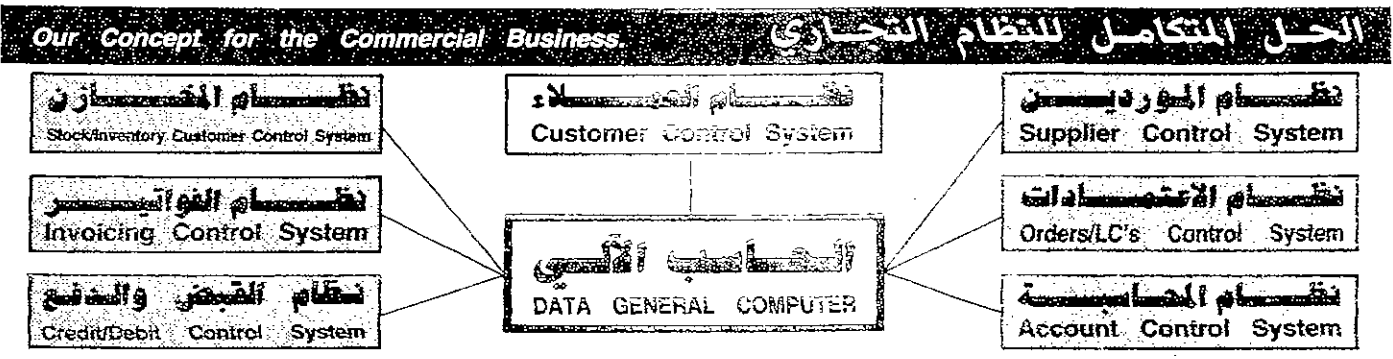 Our Concept for the Commercial Business.
الحل المتكامل للنظام التجاري
نظام المخازن
Stock/Inventory Customer Control System
نظام العملاء
Customer Control System
نظام الموردين
Supplier Control System
نظام الفواتير
Invoicing Control System
الحاسب الآلي
DATA GENERAL COMPUTER
نظام الاعتمادات
Orders/LC's Control System
نظام القبض والدفع
Credit/Debit Control System
نظام المحاسبة
Account Control System